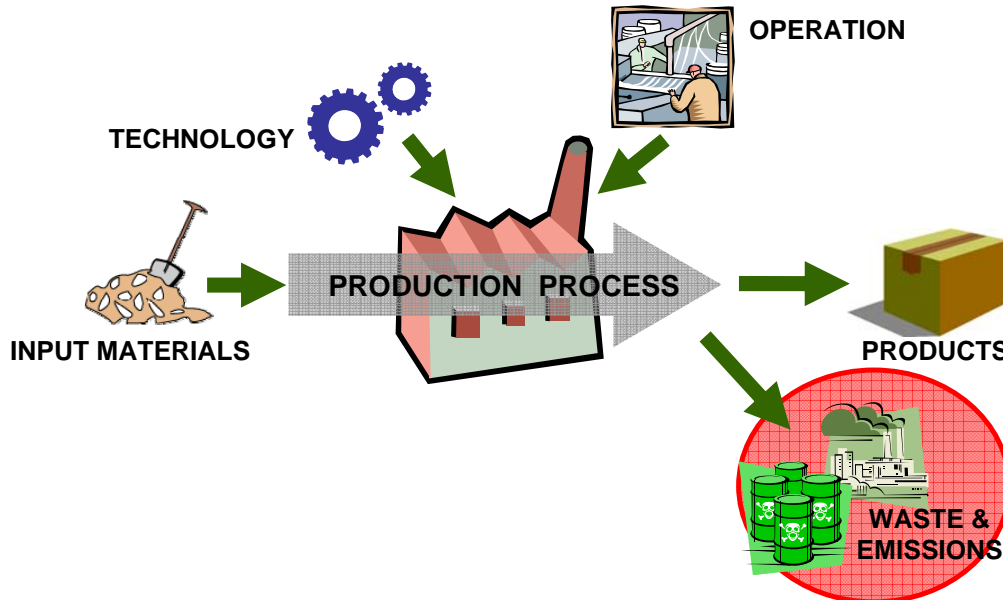 OPERATION
TECHNOLOGY
PRODUCTION PROCESS
INPUT MATERIALS
PRODUCTS
WASTE &
EMISSIONS